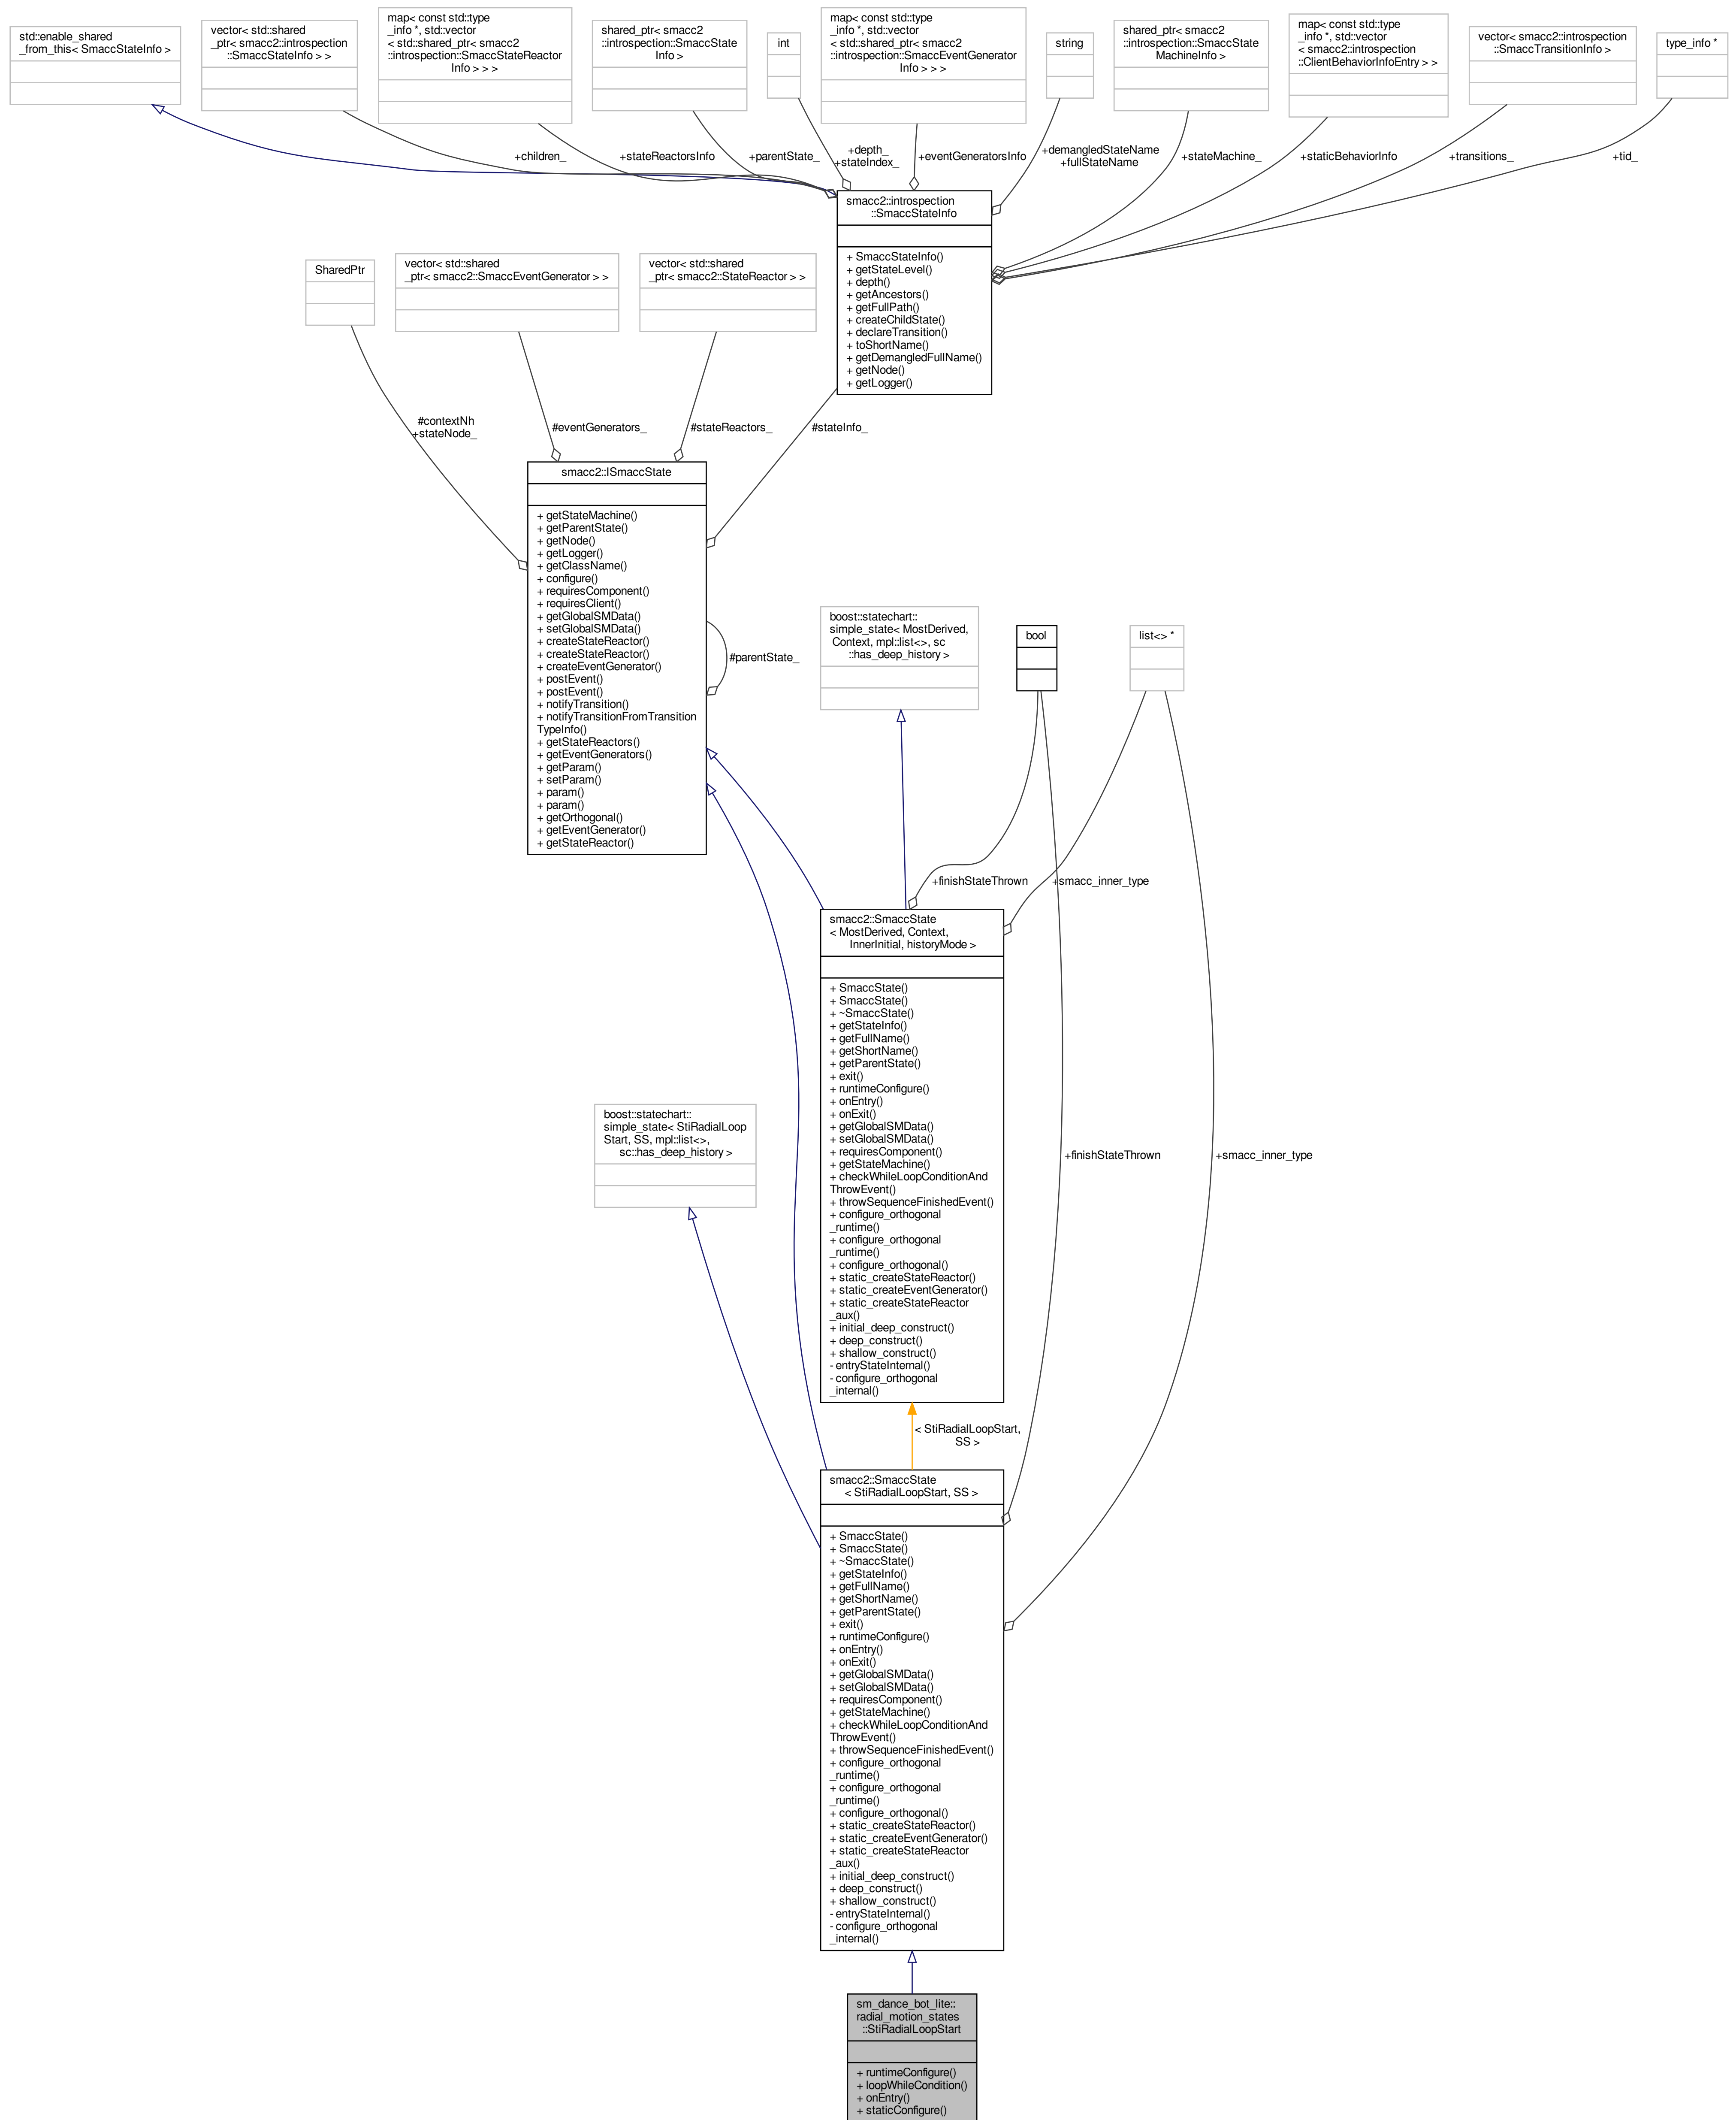 std::enable_shared
_from_this< SmaccStateInfo >
vector< std::shared
_ptr< smacc2::introspection
::SmaccStateInfo > >
map< const std::type
_info *, std::vector
< std::shared_ptr< smacc2
::introspection::SmaccStateReactor
Info > > >
shared_ptr< smacc2
::introspection::SmaccState
Info >
int
map< const std::type
_info *, std::vector
< std::shared_ptr< smacc2
::introspection::SmaccEventGenerator
Info > > >
string
shared_ptr< smacc2
::introspection::SmaccState
MachineInfo >
map< const std::type
_info *, std::vector
< smacc2::introspection
::ClientBehaviorInfoEntry > >
vector< smacc2::introspection
::SmaccTransitionInfo >
type_info *
+children_
+stateReactorsInfo
+parentState_
+depth_
+stateIndex_
+eventGeneratorsInfo
+demangledStateName
+fullStateName
+stateMachine_
+staticBehaviorInfo
+transitions_
+tid_
smacc2::introspection
::SmaccStateInfo
+ SmaccStateInfo()
+ getStateLevel()
+ depth()
+ getAncestors()
+ getFullPath()
+ createChildState()
+ declareTransition()
+ toShortName()
+ getDemangledFullName()
+ getNode()
+ getLogger()
SharedPtr
vector< std::shared
_ptr< smacc2::SmaccEventGenerator > >
vector< std::shared
_ptr< smacc2::StateReactor > >
#contextNh
+stateNode_
#eventGenerators_
#stateReactors_
#stateInfo_
smacc2::ISmaccState
+ getStateMachine()
+ getParentState()
+ getNode()
+ getLogger()
+ getClassName()
+ configure()
+ requiresComponent()
+ requiresClient()
+ getGlobalSMData()
+ setGlobalSMData()
+ createStateReactor()
+ createStateReactor()
+ createEventGenerator()
+ postEvent()
+ postEvent()
+ notifyTransition()
+ notifyTransitionFromTransition
TypeInfo()
+ getStateReactors()
+ getEventGenerators()
+ getParam()
+ setParam()
+ param()
+ param()
+ getOrthogonal()
+ getEventGenerator()
+ getStateReactor()
#parentState_
boost::statechart::
simple_state< MostDerived,
Context, mpl::list<>, sc
::has_deep_history >
bool
list<> *
+finishStateThrown
+smacc_inner_type
smacc2::SmaccState
< MostDerived, Context,
InnerInitial, historyMode >
+ SmaccState()
+ SmaccState()
+ ~SmaccState()
+ getStateInfo()
+ getFullName()
+ getShortName()
+ getParentState()
+ exit()
+ runtimeConfigure()
+ onEntry()
+ onExit()
+ getGlobalSMData()
+ setGlobalSMData()
+ requiresComponent()
+ getStateMachine()
+ checkWhileLoopConditionAnd
ThrowEvent()
+ throwSequenceFinishedEvent()
+ configure_orthogonal
_runtime()
+ configure_orthogonal
_runtime()
+ configure_orthogonal()
+ static_createStateReactor()
+ static_createEventGenerator()
+ static_createStateReactor
_aux()
+ initial_deep_construct()
+ deep_construct()
+ shallow_construct()
- entryStateInternal()
- configure_orthogonal
_internal()
boost::statechart::
simple_state< StiRadialLoop
Start, SS, mpl::list<>,
sc::has_deep_history >
+finishStateThrown
+smacc_inner_type
< StiRadialLoopStart,
SS >
smacc2::SmaccState
< StiRadialLoopStart, SS >
+ SmaccState()
+ SmaccState()
+ ~SmaccState()
+ getStateInfo()
+ getFullName()
+ getShortName()
+ getParentState()
+ exit()
+ runtimeConfigure()
+ onEntry()
+ onExit()
+ getGlobalSMData()
+ setGlobalSMData()
+ requiresComponent()
+ getStateMachine()
+ checkWhileLoopConditionAnd
ThrowEvent()
+ throwSequenceFinishedEvent()
+ configure_orthogonal
_runtime()
+ configure_orthogonal
_runtime()
+ configure_orthogonal()
+ static_createStateReactor()
+ static_createEventGenerator()
+ static_createStateReactor
_aux()
+ initial_deep_construct()
+ deep_construct()
+ shallow_construct()
- entryStateInternal()
- configure_orthogonal
_internal()
sm_dance_bot_lite::
radial_motion_states
::StiRadialLoopStart
+ runtimeConfigure()
+ loopWhileCondition()
+ onEntry()
+ staticConfigure()